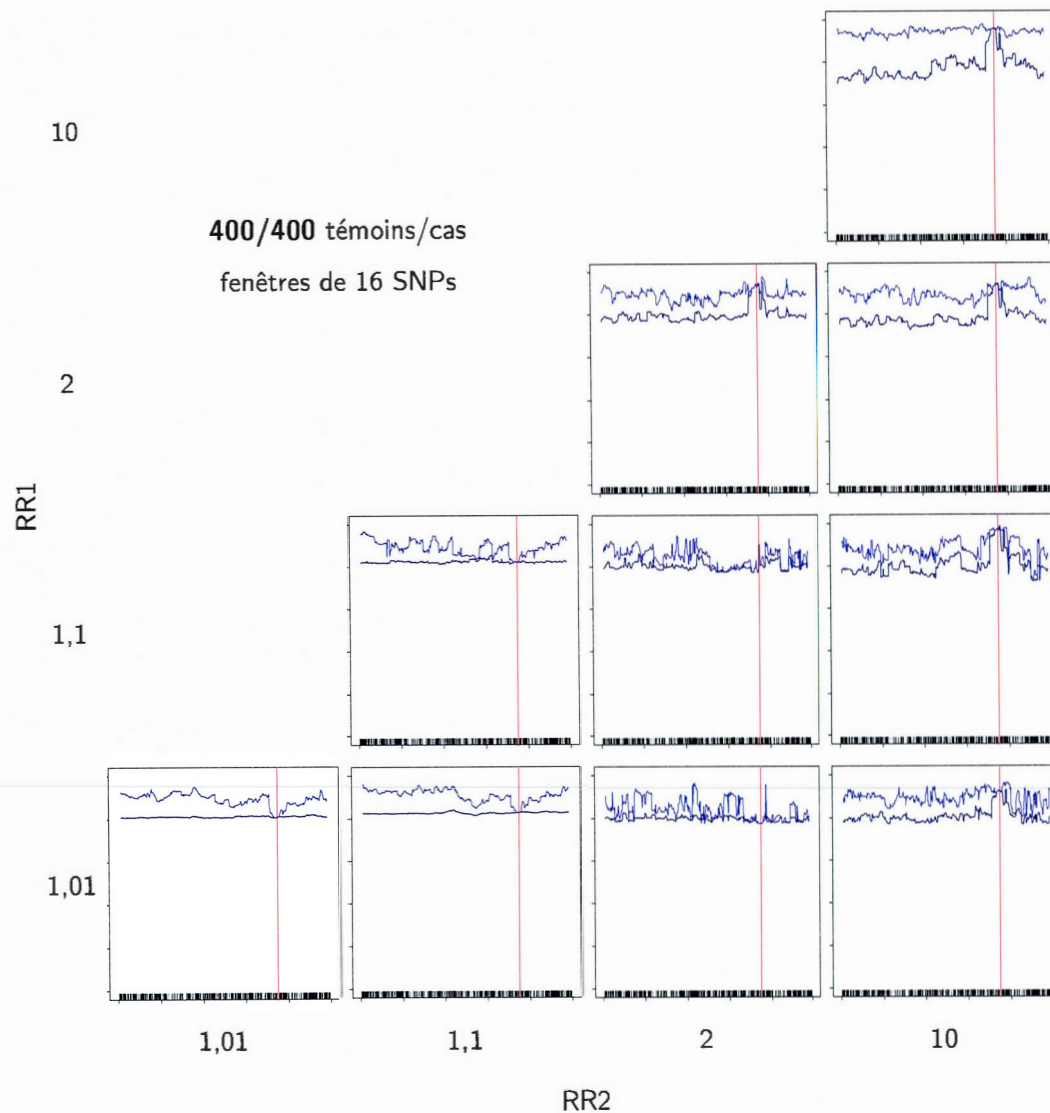 10
400/400 témoins/cas
fenêtres de 16 SNPs
2
RR1
1,1
1,01
1,01 1,1 2 10
RR2